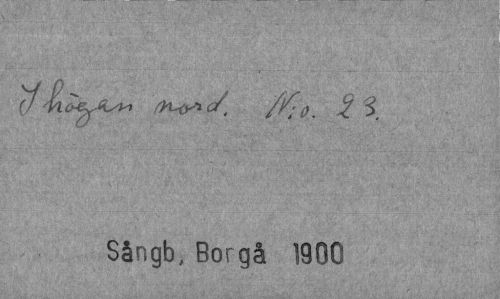 I högan nord. N:o. 23.
Sångb, Borgå 1900